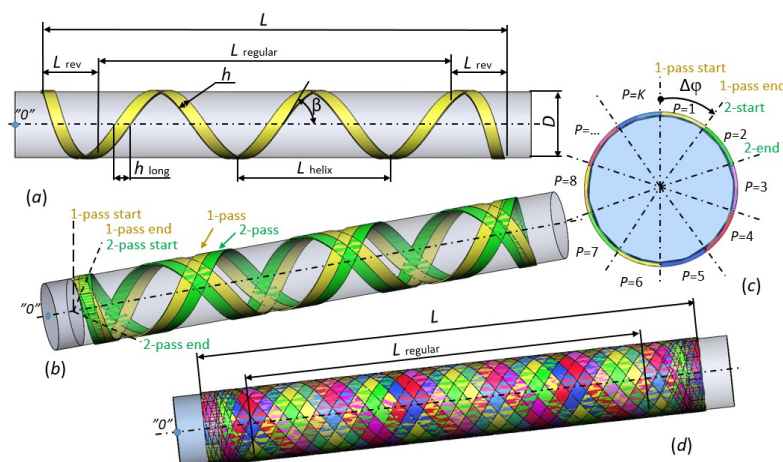 L
L rev
L regular
L rev
h
β
"0"
D
h long
L helix
(a)
1-pass start
1-pass end
2-start
Δφ
P=K
P=1
p=2
2-end
P=...
P=3
P=8
P=4
P=7
P=5
P=6
(c)
1-pass start
1-pass end
2-pass start
1-pass
2-pass
"0"
2-pass end
(b)
L
L regular
"0"
(d)